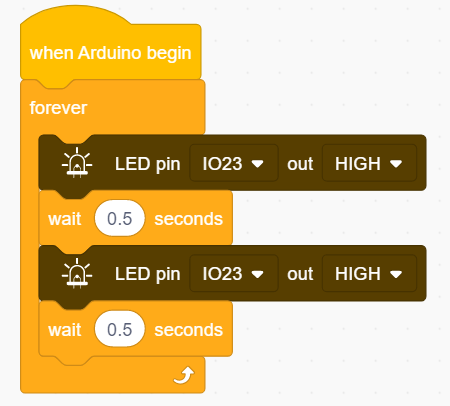 when Arduino begin
forever
LED pin IO23 out HIGH
wait 0.5 seconds
LED pin IO23 out HIGH
wait 0.5 seconds